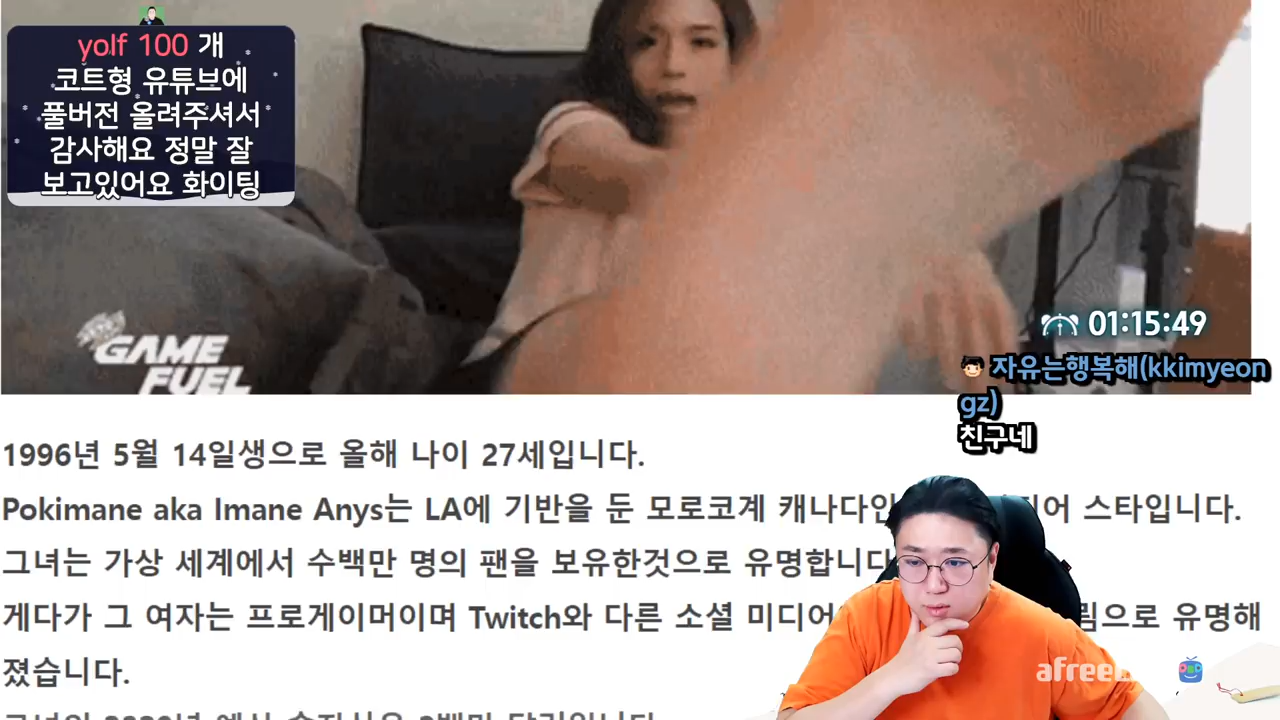 yolf 100 개
코트형 유튜브에
풀버전 올려주셔서
감사해요 정말 잘
보고있어요 화이팅
GAME
FUEL
01:15:49
자유는행복해(kkimyeon
gz)
친구네
1996년 5월 14일생으로 올해 나이 27세입니다.
Pokimane aka Imane Anys는 LA에 기반을 둔 모로코계 캐나다인 스타입니다.
그녀는 가상 세계에서 수백만 명의 팬을 보유한것으로 유명합니다
게다가 그 여자는 프로게이머이며 Twitch와 다른 소셜 미디어 유명해
졌습니다.